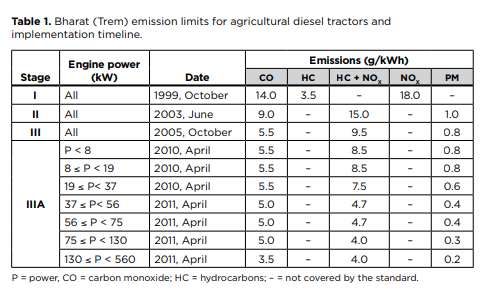 Table 1. Bharat (Trem) emission limits for agricultural diesel tractors and
implementation timeline.
Stage Engine power (kW) Date Emissions (g/kWh)
CO HC HC + NOx NOx PM
I All 1999, October 14.0 3.5 – 18.0 –
II All 2003, June 9.0 – 15.0 – 1.0
III All 2005, October 5.5 – 9.5 – 0.8
IIIA P < 8 2010, April 5.5 – 8.5 – 0.8
8 ≤ P < 19 2010, April 5.5 – 8.5 – 0.8
19 ≤ P< 37 2010, April 5.5 – 7.5 – 0.6
37 ≤ P< 56 2011, April 5.0 – 4.7 – 0.4
56 ≤ P < 75 2011, April 5.0 – 4.7 – 0.4
75 ≤ P < 130 2011, April 5.0 – 4.0 – 0.3
130 ≤ P < 560 2011, April 3.5 – 4.0 – 0.2
P = power, CO = carbon monoxide; HC = hydrocarbons; – = not covered by the standard.